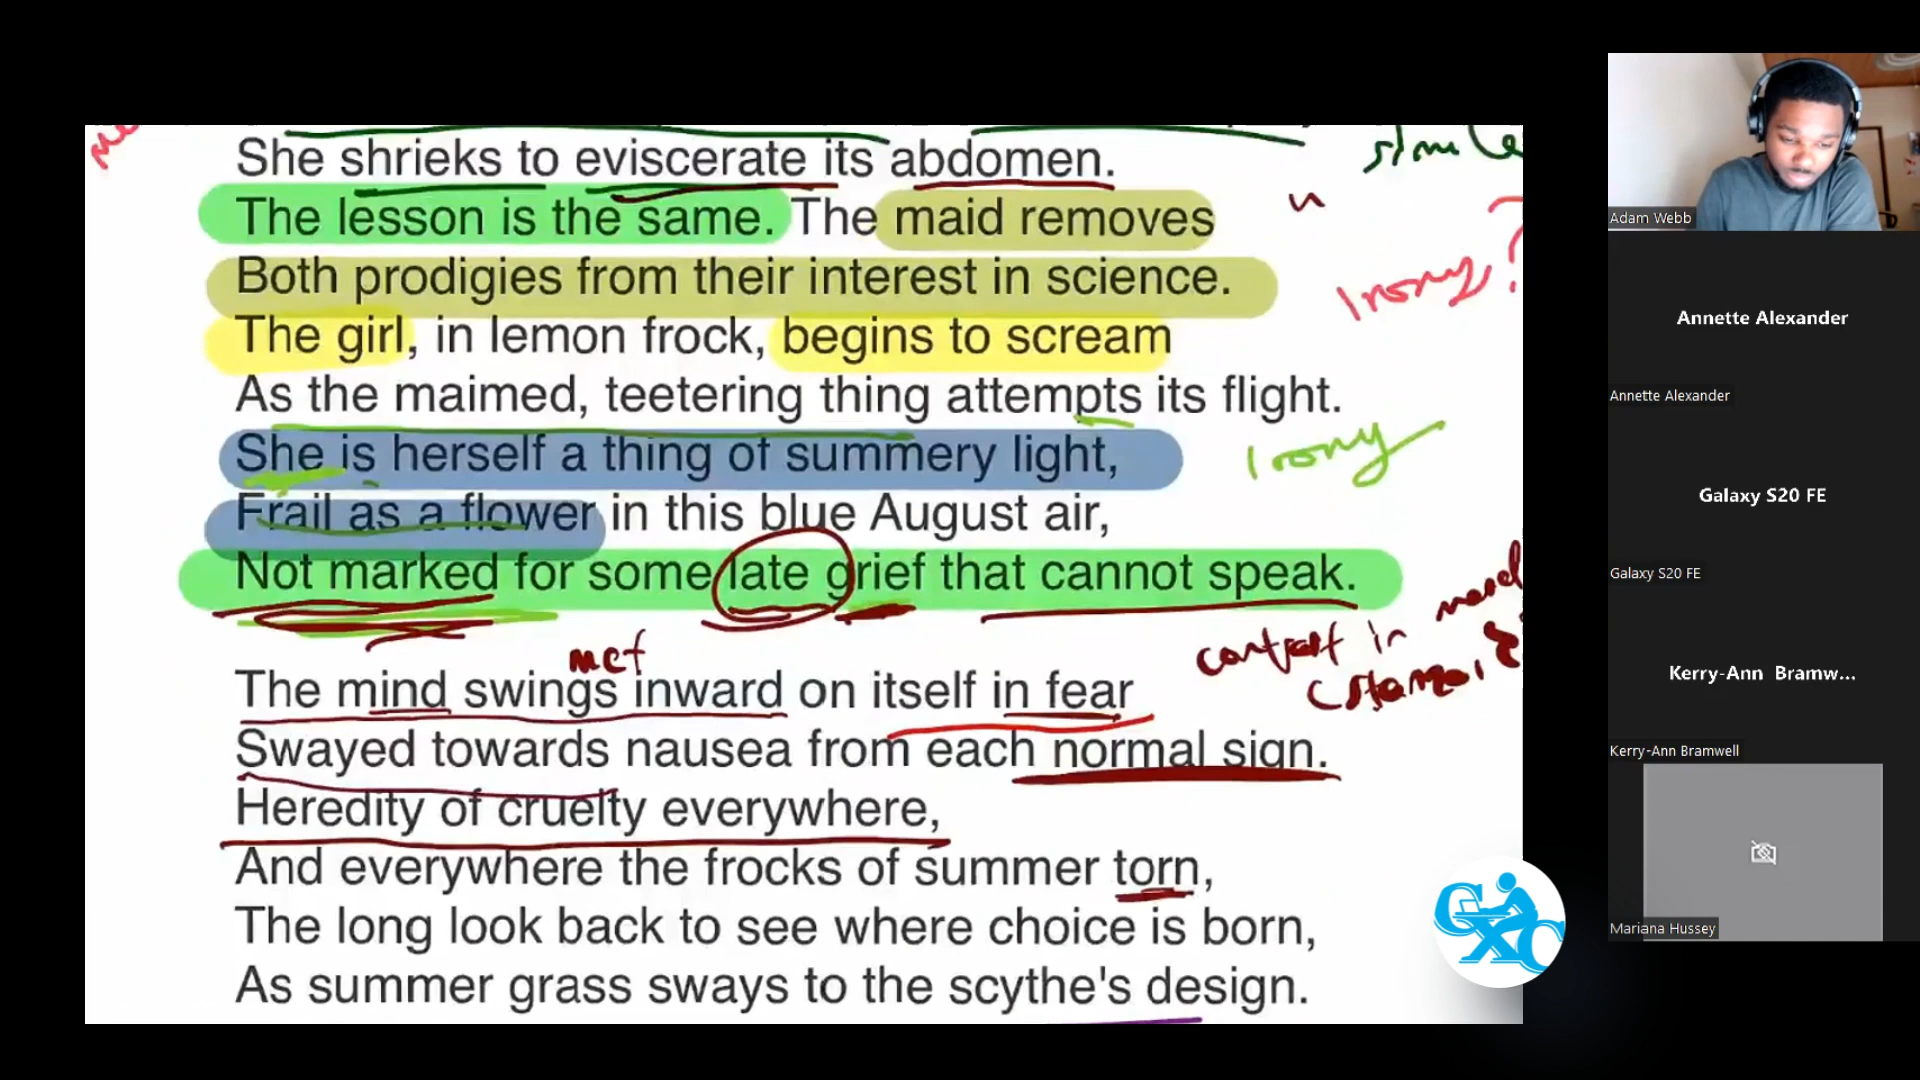 She shrieks to eviscerate its abdomen.
The lesson is the same. The maid removes
Both prodigies from their interest in science.
The girl, in lemon frock, begins to scream
As the maimed, teetering thing attempts its flight.
She is herself a thing of summery light,
Frail as a flower in this blue August air,
Not marked for some late grief that cannot speak.
The mind swings inward on itself in fear
Swayed towards nausea from each normal sign.
Heredity of cruelty everywhere,
And everywhere the frocks of summer torn,
The long look back to see where choice is born,
As summer grass sways to the scythe's design.
Irony?
Irony
met
in
CXC
Adam Webb
Annette Alexander
Annette Alexander
Galaxy S20 FE
Galaxy S20 FE
Kerry-Ann Bramw...
Kerry-Ann Bramwell
Mariana Hussey